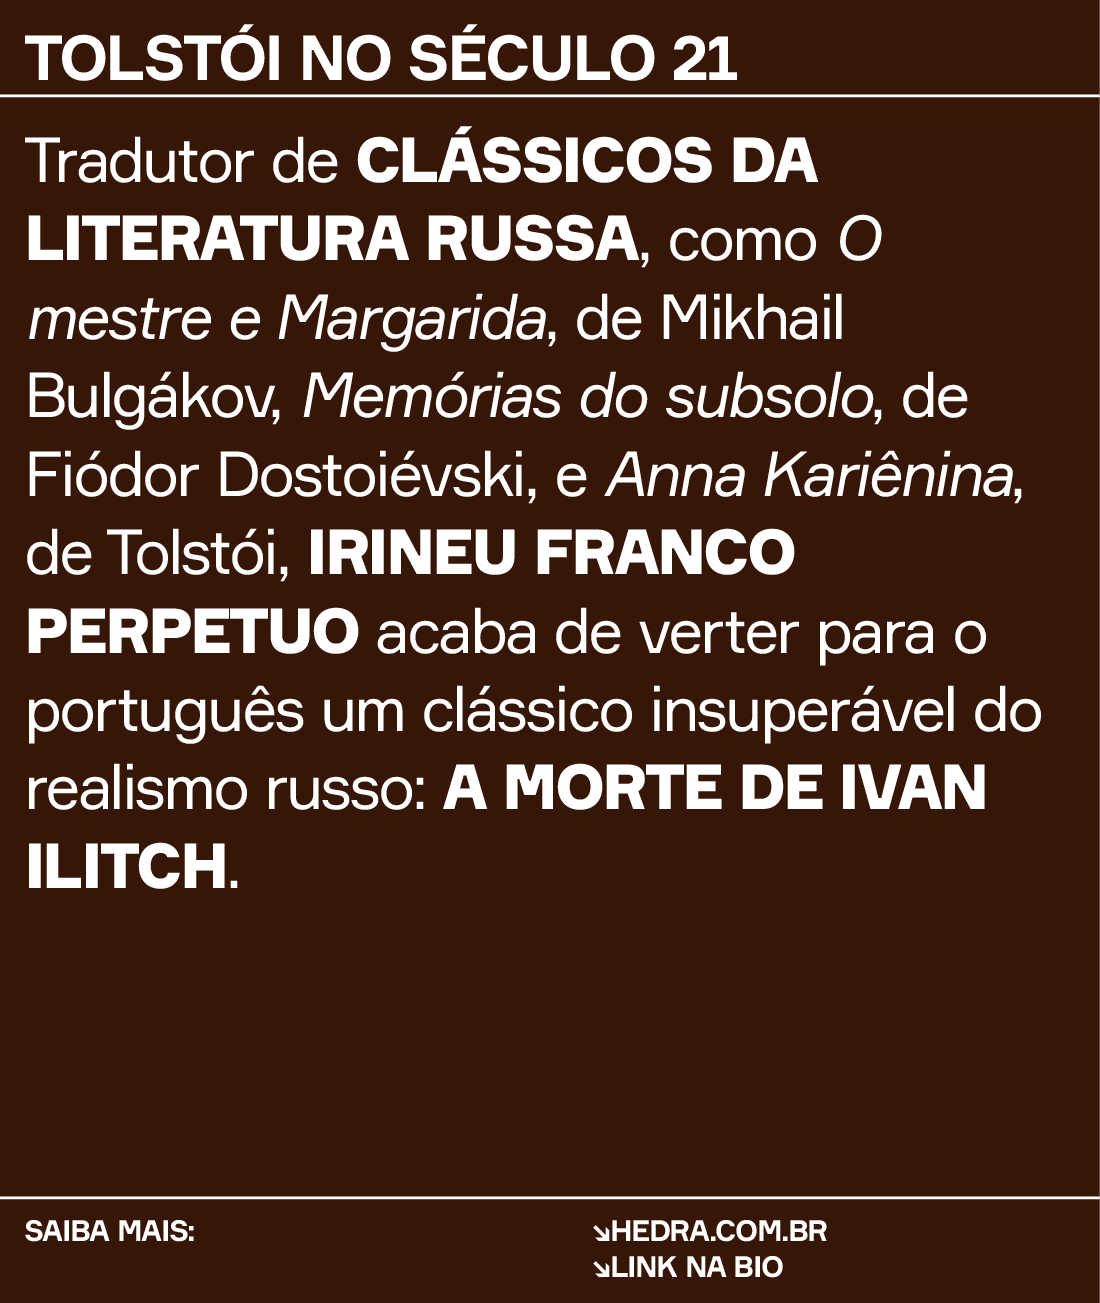 TOLSTÓI NO SÉCULO 21
Tradutor de CLÁSSICOS DA
LITERATURA RUSSA, como O
mestre e Margarida, de Mikhail
Bulgákov, Memórias do subsolo, de
Fiódor Dostoiévski, e Anna Kariênina,
de Tolstói, IRINEU FRANCO
PERPETUO acaba de verter para o
português um clássico insuperável do
realismo russo: A MORTE DE IVAN
ILITCH.
SAIBA MAIS:
↘HEDRA.COM.BR
↘LINK NA BIO